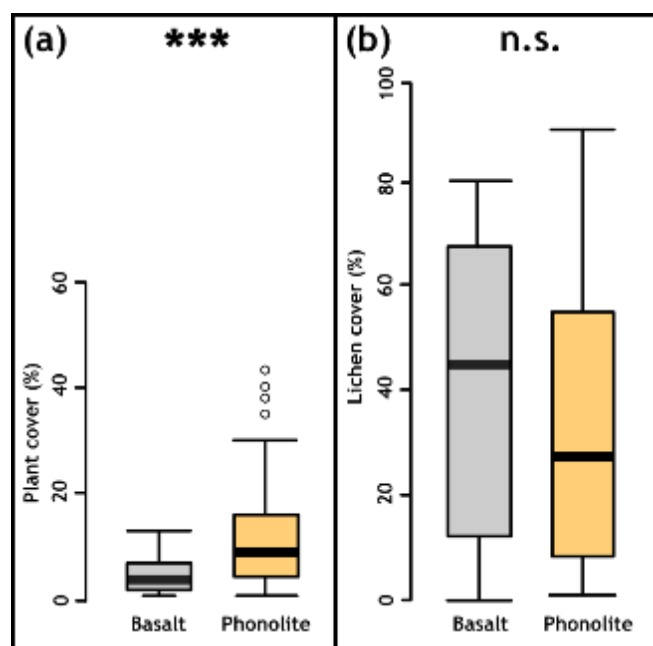 (a) ***
Plant cover (%)
60
40
20
0
Basalt Phonolite
(b) n.s.
Lichen cover (%)
100
80
60
40
20
0
Basalt Phonolite